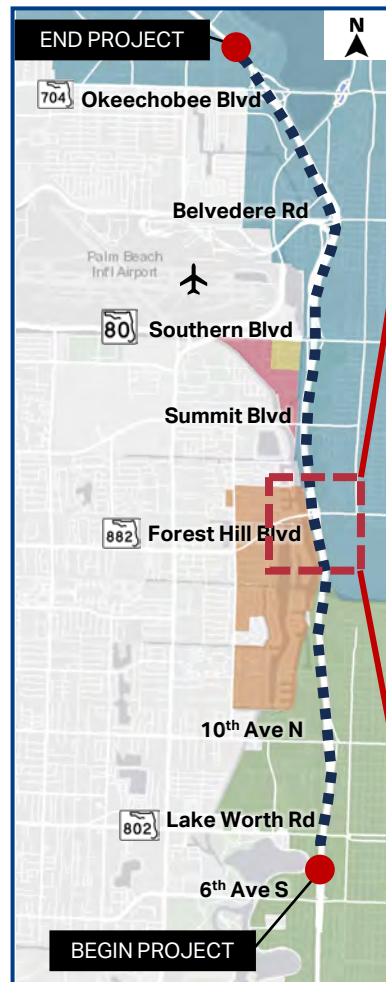 END PROJECT
N
704 Okeechobee Blvd
Belvedere Rd
Palm Beach
Int'l Airport
80 Southern Blvd
Summit Blvd
882 Forest Hill Blvd
10th Ave N
802 Lake Worth Rd
6th Ave S
BEGIN PROJECT